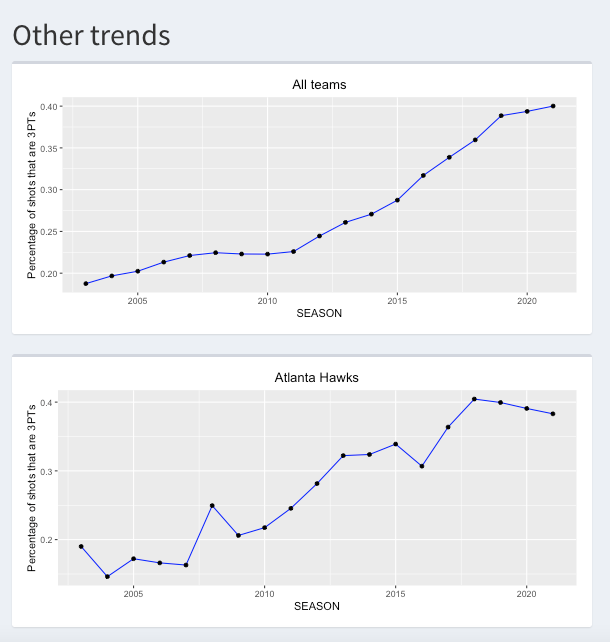 Other trends
All teams
Percentage of shots that are 3PTs
0.40
0.35
0.30
0.25
0.20
2005 2010 2015 2020
SEASON
Atlanta Hawks
Percentage of shots that are 3PTs
0.4
0.3
0.2
2005 2010 2015 2020
SEASON